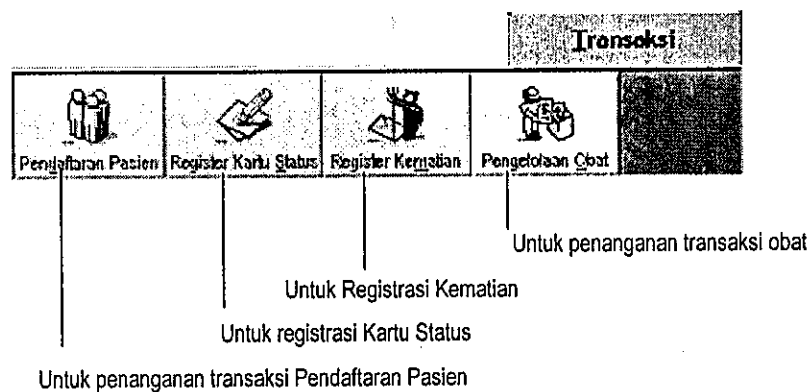 Transaksi
Pendaftaran Pasien
Register Kartu Status
Register Kematian
Pengelolaan Obat
Untuk penanganan transaksi obat
Untuk Registrasi Kematian
Untuk registrasi Kartu Status
Untuk penanganan transaksi Pendaftaran Pasien